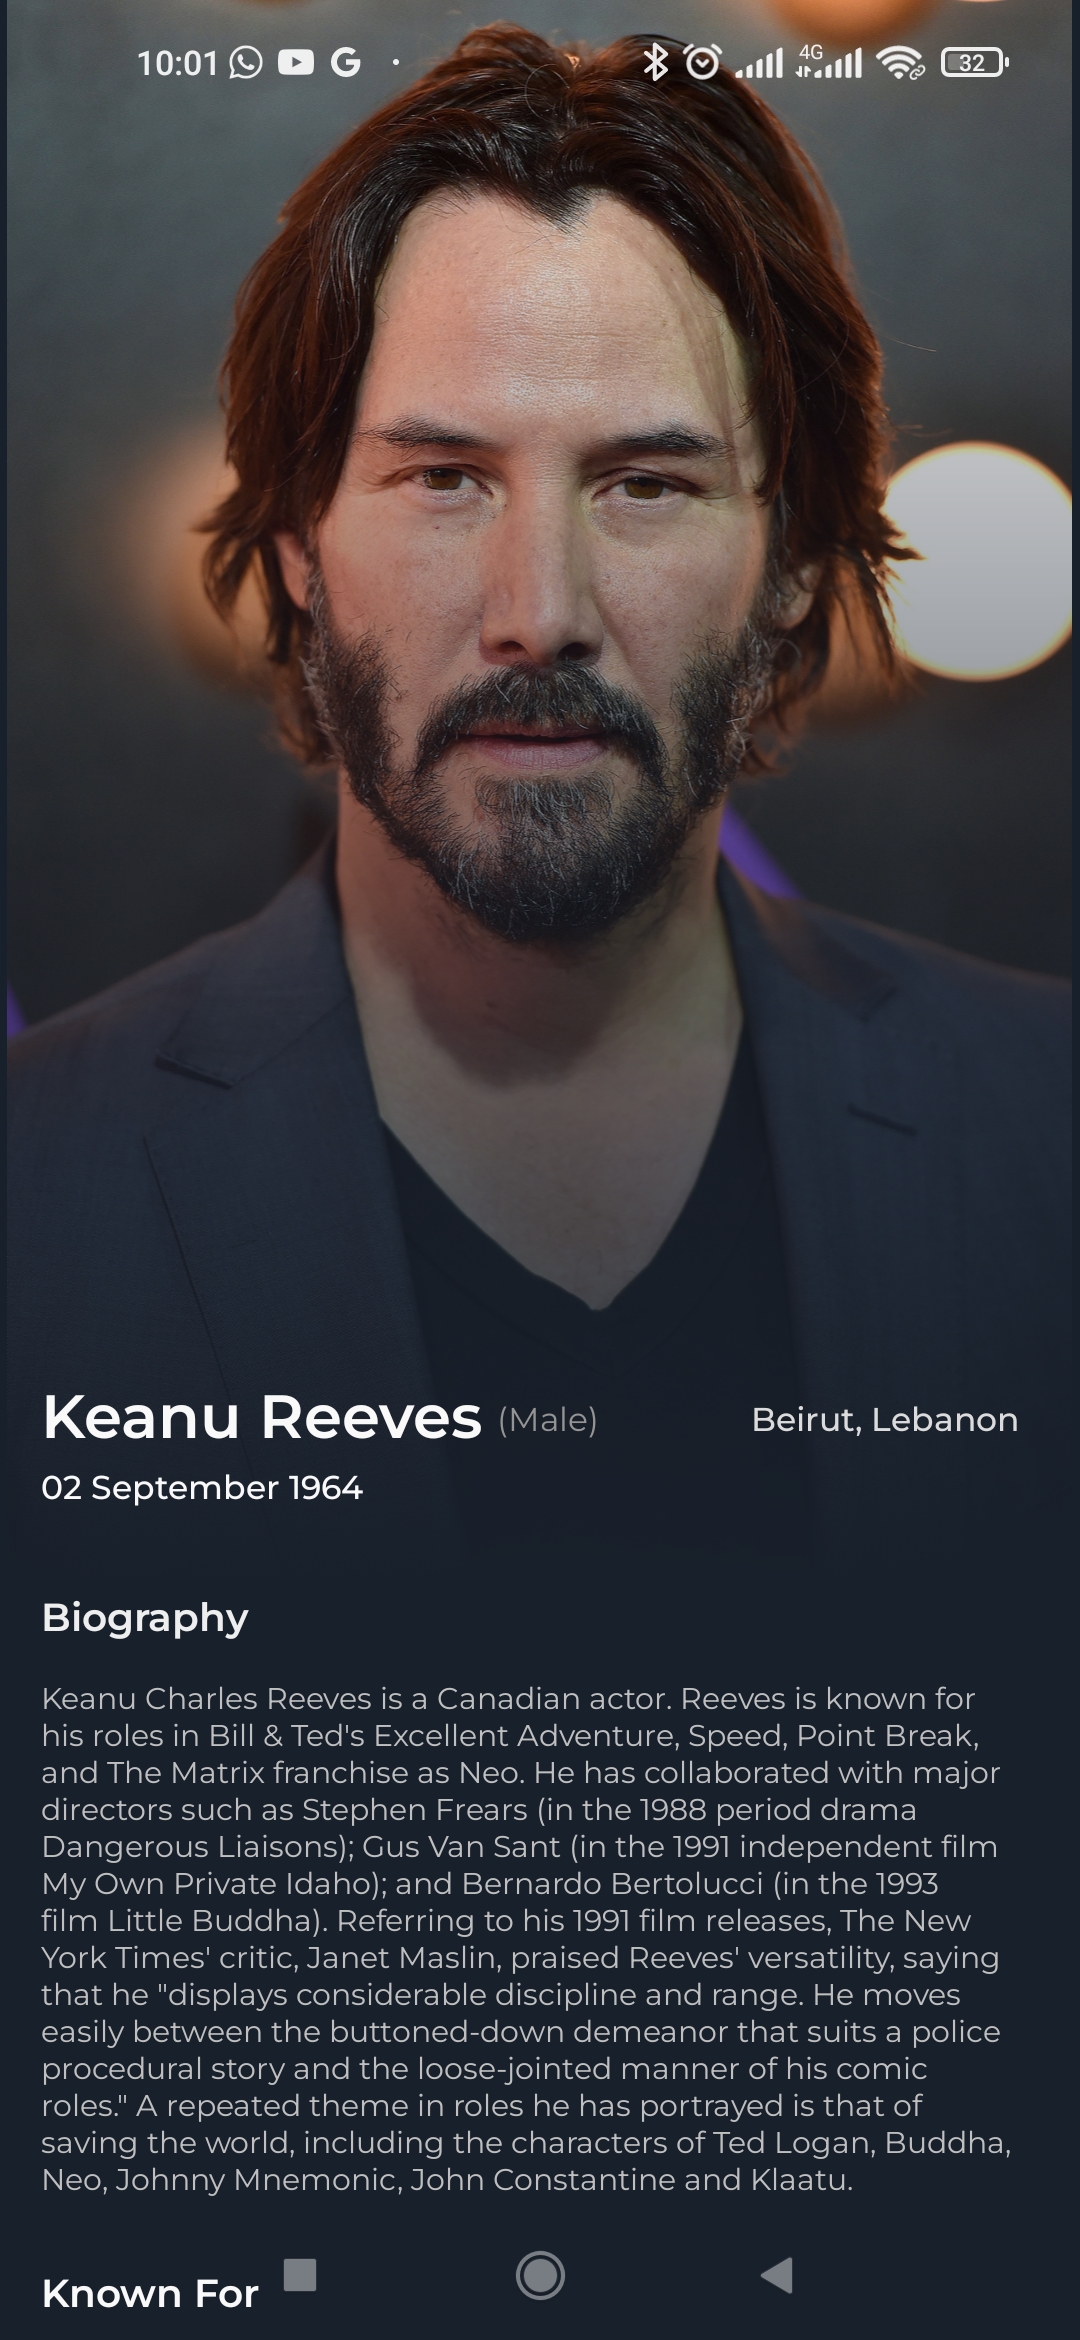 10:01
4G
32
Keanu Reeves (Male)
Beirut, Lebanon
02 September 1964
Biography
Keanu Charles Reeves is a Canadian actor. Reeves is known for
his roles in Bill & Ted's Excellent Adventure, Speed, Point Break,
and The Matrix franchise as Neo. He has collaborated with major
directors such as Stephen Frears (in the 1988 period drama
Dangerous Liaisons); Gus Van Sant (in the 1991 independent film
My Own Private Idaho); and Bernardo Bertolucci (in the 1993
film Little Buddha). Referring to his 1991 film releases, The New
York Times' critic, Janet Maslin, praised Reeves' versatility, saying
that he "displays considerable discipline and range. He moves
easily between the buttoned-down demeanor that suits a police
procedural story and the loose-jointed manner of his comic
roles." A repeated theme in roles he has portrayed is that of
saving the world, including the characters of Ted Logan, Buddha,
Neo, Johnny Mnemonic, John Constantine and Klaatu.
Known For